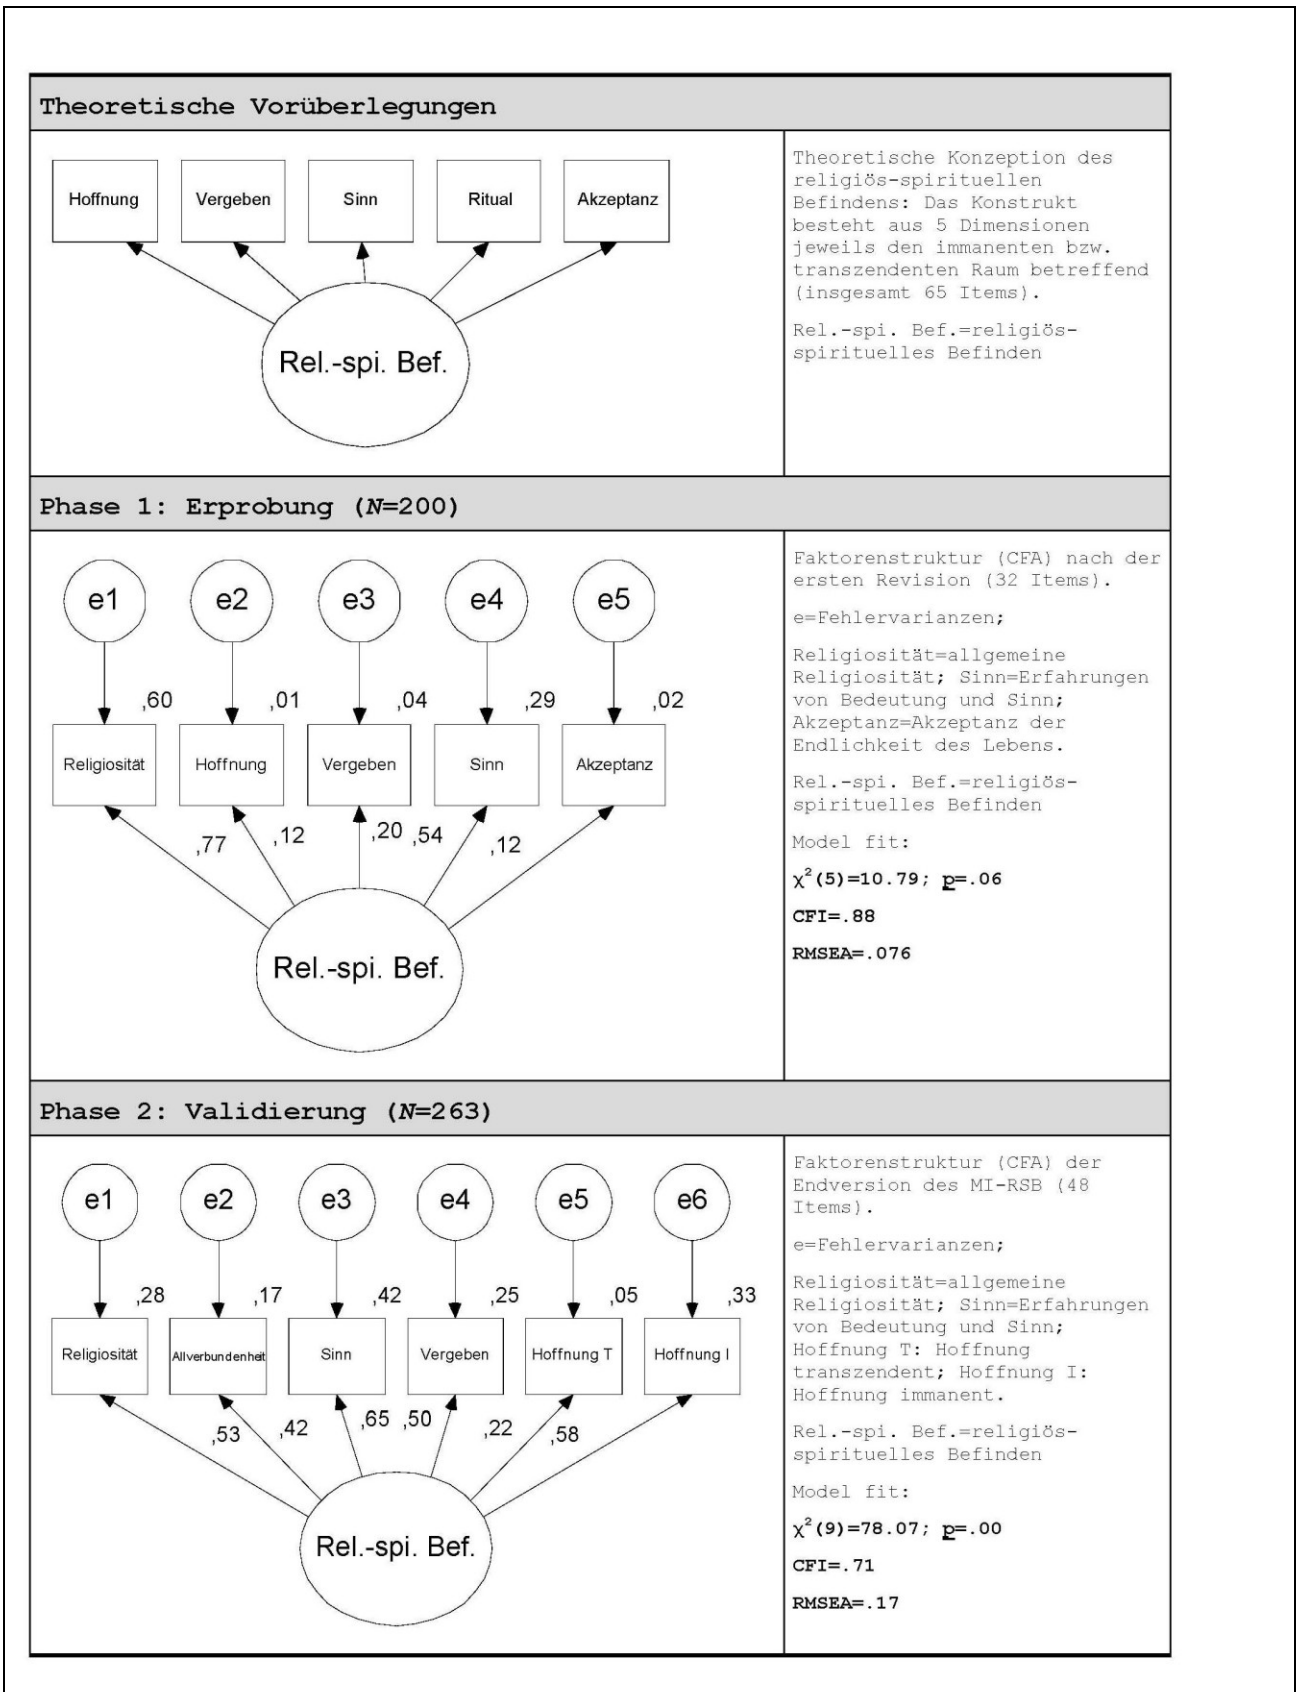 Theoretische Vorüberlegungen
Hoffnung
Vergeben
Sinn
Ritual
Akzeptanz
Rel.-spi. Bef.
Theoretische Konzeption des
religiös-spirituellen
Befindens: Das Konstrukt
besteht aus 5 Dimensionen
jeweils den immanenten bzw.
transzendenten Raum betreffend
(insgesamt 65 Items).
Rel.-spi. Bef.=religiös-
spirituelles Befinden
Phase 1: Erprobung (N=200)
e1
e2
e3
e4
e5
,60
,01
,04
,29
,02
Religiosität
Hoffnung
Vergeben
Sinn
Akzeptanz
,77
,12
,20
,54
,12
Rel.-spi. Bef.
Faktorenstruktur (CFA) nach der
ersten Revision (32 Items).
e=Fehlervarianzen;
Religiosität=allgemeine
Religiosität; Sinn=Erfahrungen
von Bedeutung und Sinn;
Akzeptanz=Akzeptanz der
Endlichkeit des Lebens.
Rel.-spi. Bef.=religiös-
spirituelles Befinden
Model fit:
χ²(5)=10.79; p=.06
CFI=.88
RMSEA=.076
Phase 2: Validierung (N=263)
e1
e2
e3
e4
e5
e6
,28
,17
,42
,25
,05
,33
Religiosität
Allverbundenheit
Sinn
Vergeben
Hoffnung T
Hoffnung I
,53
,42
,65
,50
,22
,58
Rel.-spi. Bef.
Faktorenstruktur (CFA) der
Endversion des MI-RSB (48
Items).
e=Fehlervarianzen;
Religiosität=allgemeine
Religiosität; Sinn=Erfahrungen
von Bedeutung und Sinn;
Hoffnung T: Hoffnung
transzendent; Hoffnung I:
Hoffnung immanent.
Rel.-spi. Bef.=religiös-
spirituelles Befinden
Model fit:
χ²(9)=78.07; p=.00
CFI=.71
RMSEA=.17